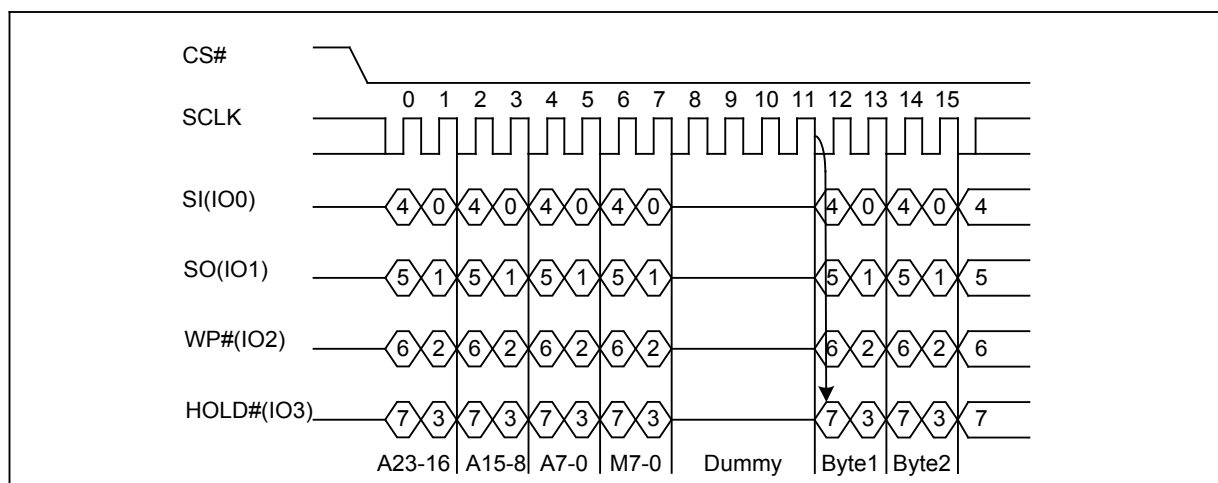 CS#
0 1 2 3 4 5 6 7 8 9 10 11 12 13 14 15
SCLK
SI(IO0) 4 0 4 0 4 0 4 0 4 0 4 0 4
SO(IO1) 5 1 5 1 5 1 5 1 5 1 5 1 5
WP#(IO2) 6 2 6 2 6 2 6 2 6 2 6 2 6
HOLD#(IO3) 7 3 7 3 7 3 7 3 7 3 7 3 7
A23-16 A15-8 A7-0 M7-0 Dummy Byte1 Byte2